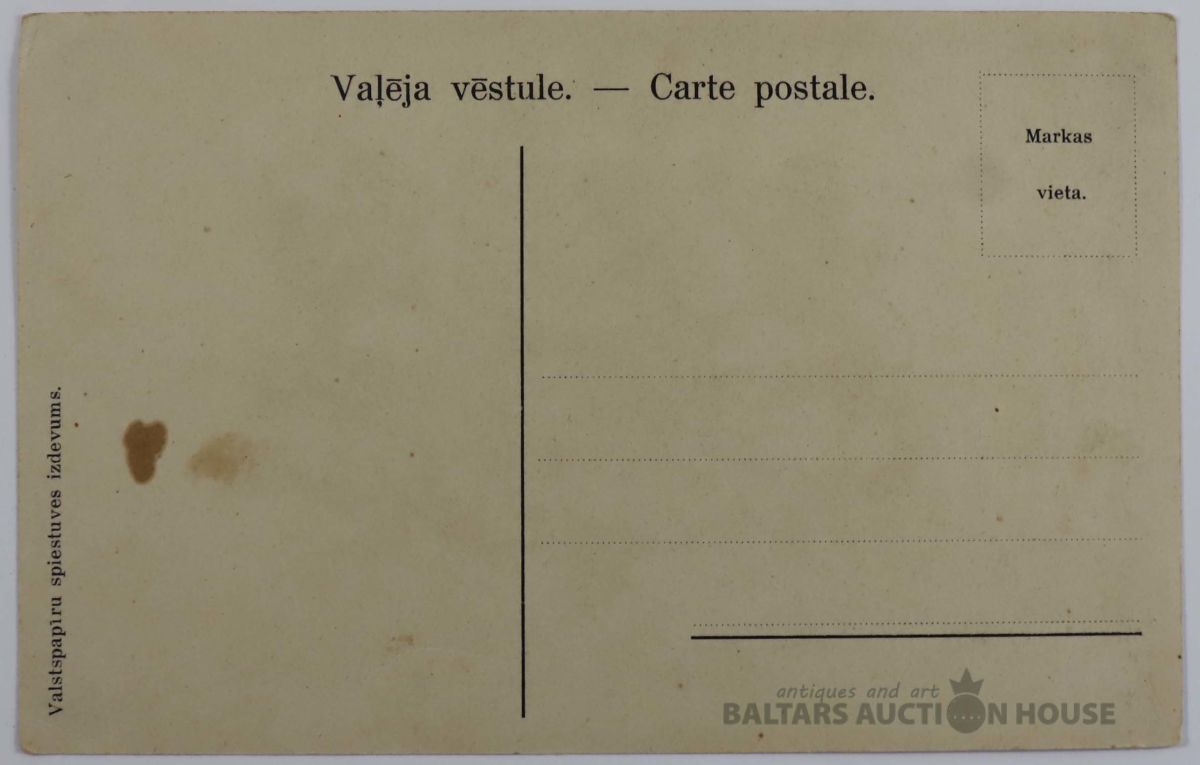 Vaļēja vēstule. — Carte postale.
Markas
vieta.
Valstspapīru spiestuves izdevums.
antiques and art
BALTARS AUCTION HOUSE